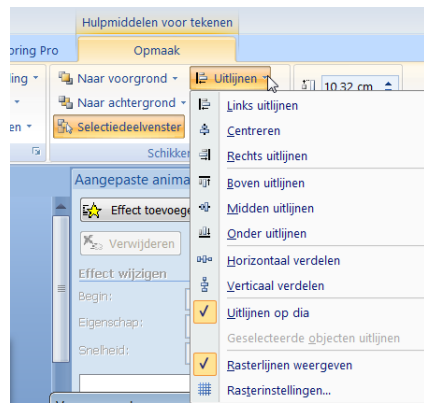 Hulpmiddelen voor tekenen
oring Pro
Opmaak
ling
Naar voorgrond
Uitlijnen
10,32 cm
Naar achtergrond
Links uitlijnen
en
Selectiedeelvenster
Centreren
Schikken
Rechts uitlijnen
Aangepaste anima
Boven uitlijnen
Effect toevoege
Midden uitlijnen
Onder uitlijnen
Verwijderen
Horizontaal verdelen
Effect wijzigen
Verticaal verdelen
Begin:
Uitlijnen op dia
Eigenschap:
Geselecteerde objecten uitlijnen
Snelheid:
Rasterlijnen weergeven
Rasterinstellingen...